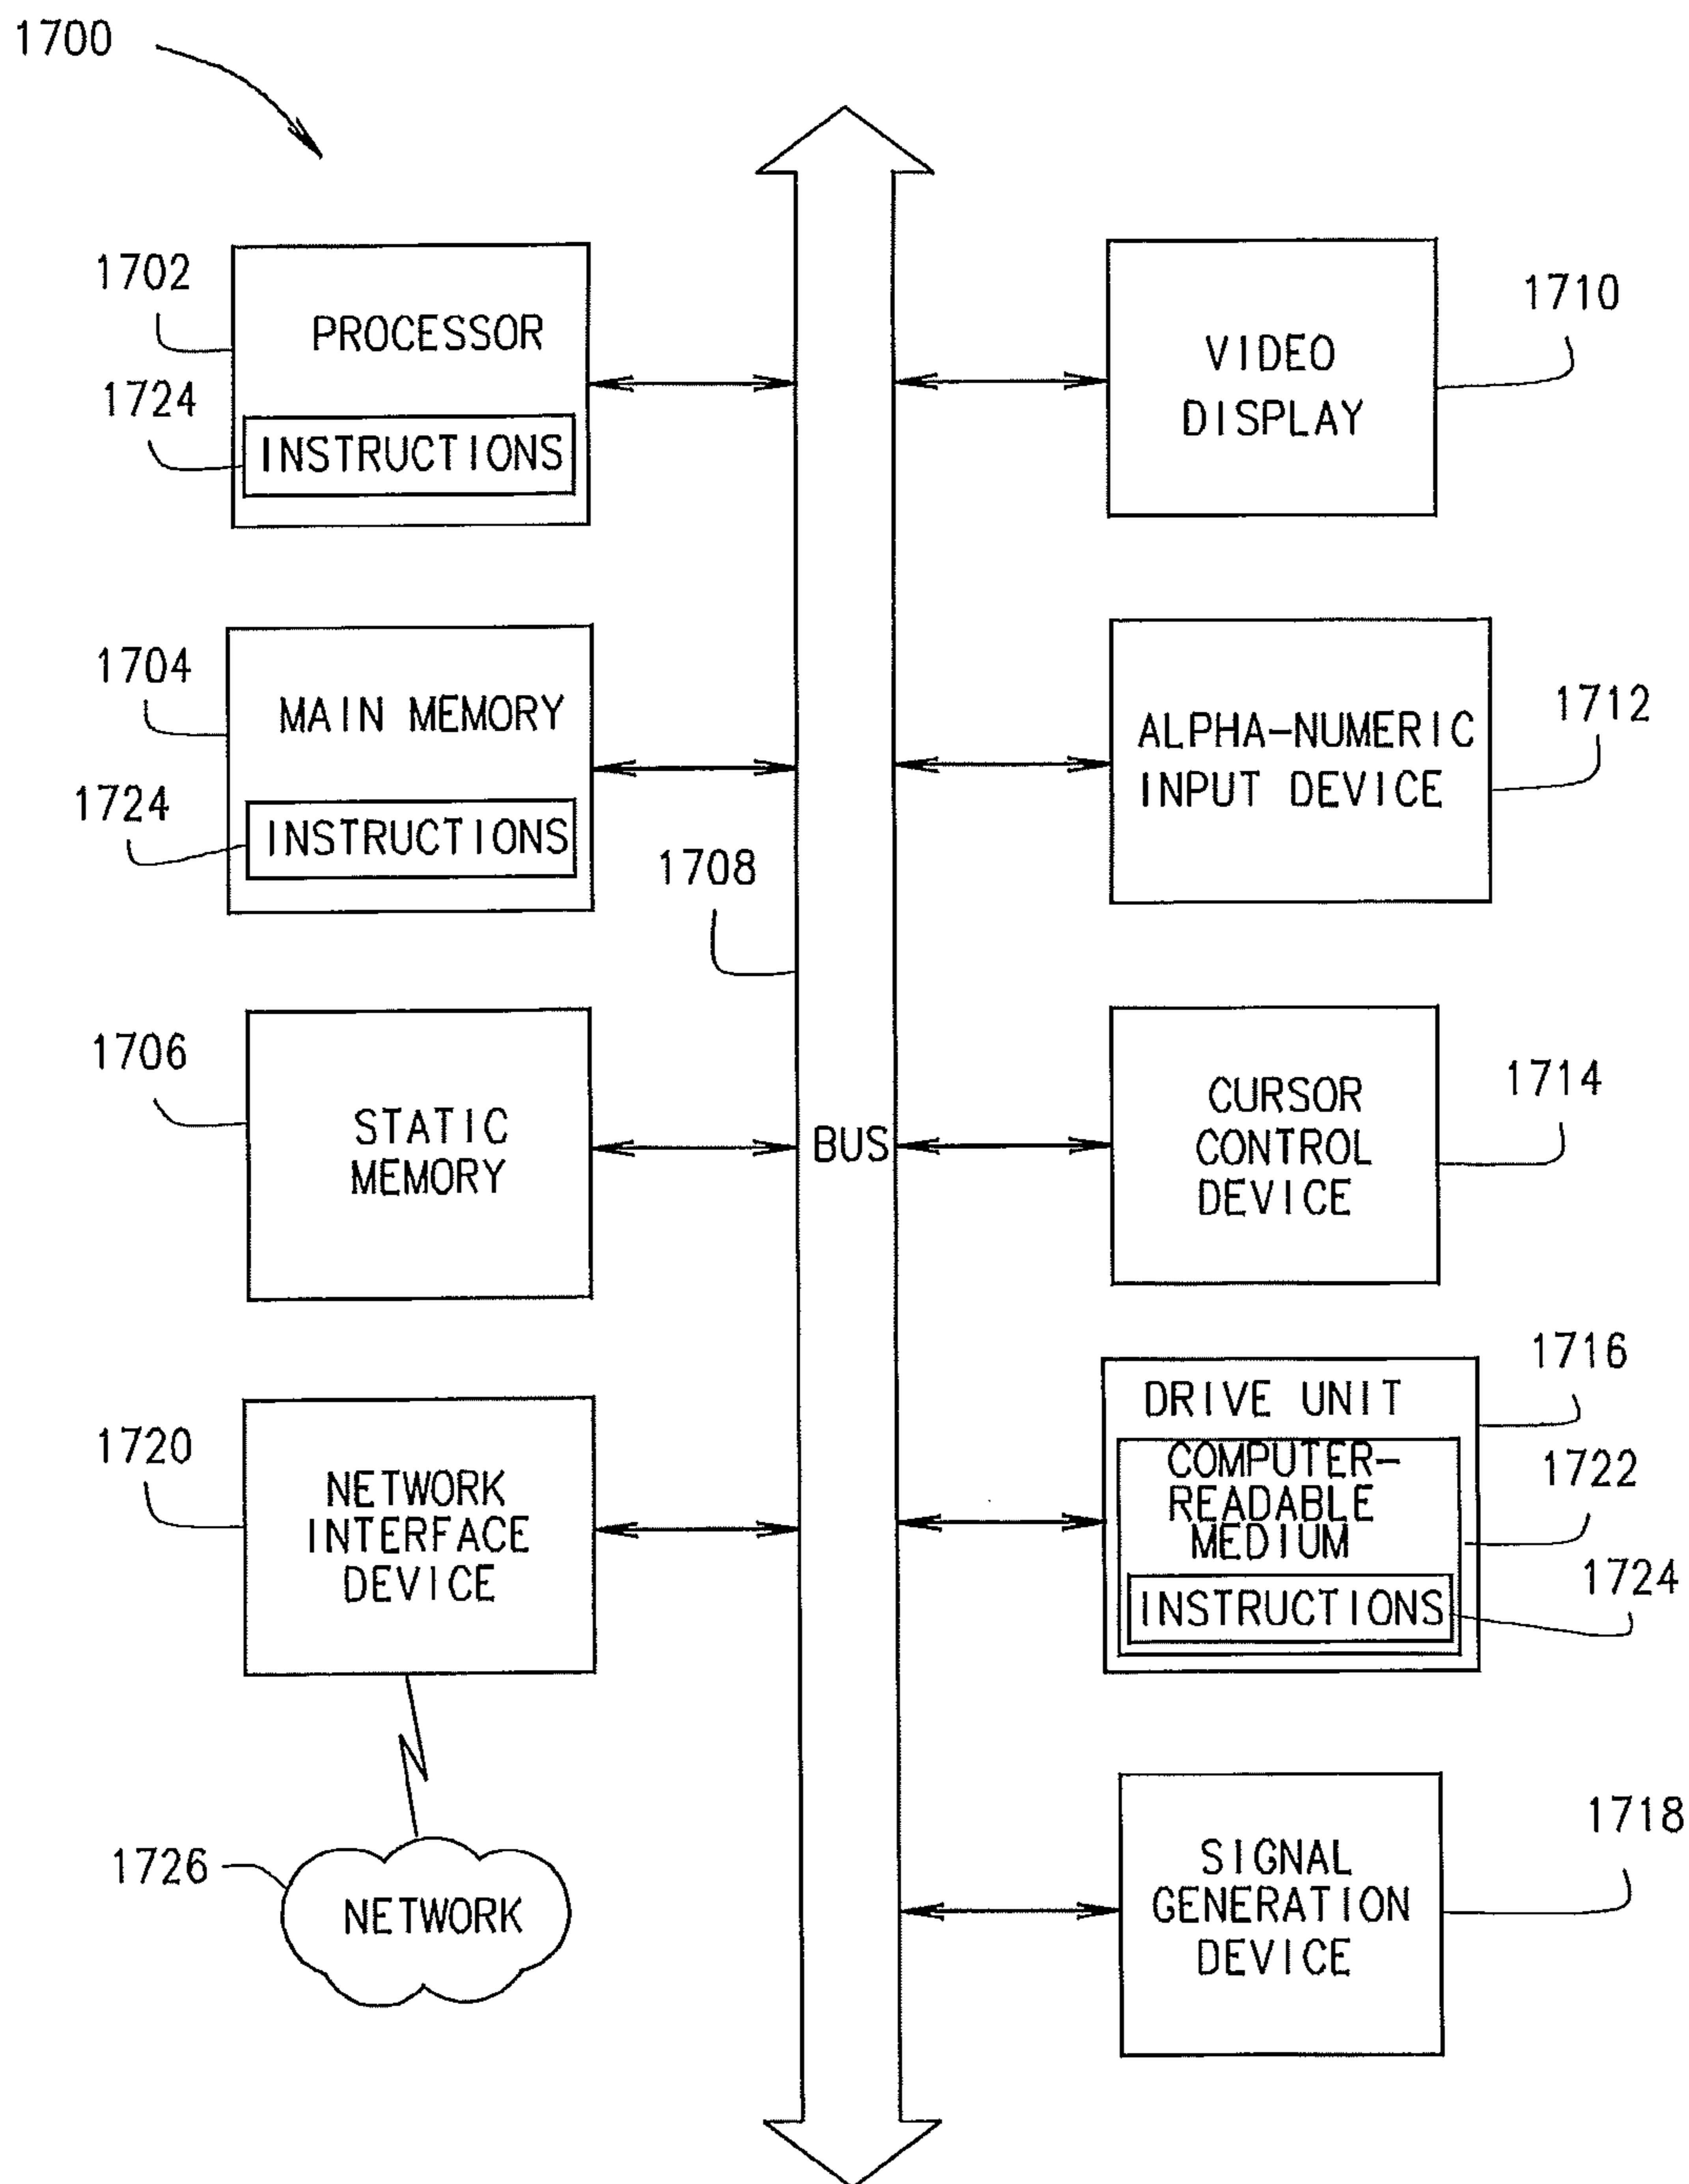 1700
1702
PROCESSOR
1724
INSTRUCTIONS
1704
MAIN MEMORY
1724
INSTRUCTIONS
1708
1706
STATIC
MEMORY
1720
NETWORK
INTERFACE
DEVICE
1726
NETWORK
BUS
1710
VIDEO
DISPLAY
1712
ALPHA-NUMERIC
INPUT DEVICE
1714
CURSOR
CONTROL
DEVICE
1716
DRIVE UNIT
1722
COMPUTER-
READABLE
MEDIUM
1724
INSTRUCTIONS
1718
SIGNAL
GENERATION
DEVICE